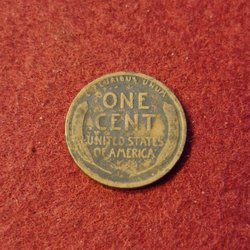 E PLURIBUS UNUM
ONE
CENT
UNITED STATES
OF AMERICA